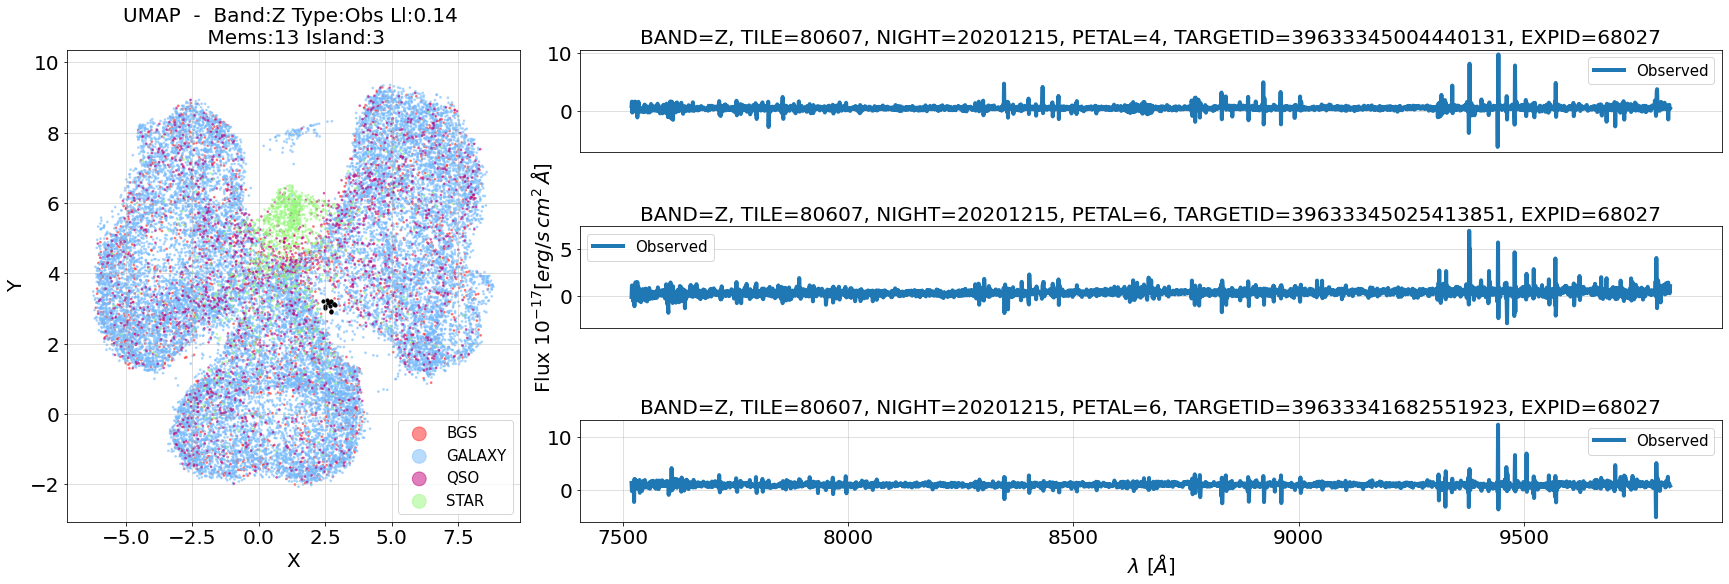 UMAP - Band:Z Type:Obs Ll:0.14
Mems:13 Island:3
10
8
6
4
2
0
−2
Y
−5.0
−2.5
0.0
2.5
5.0
7.5
X
BGS
GALAXY
QSO
STAR
Flux 10⁻¹⁷[erg/s cm² Å]
BAND=Z, TILE=80607, NIGHT=20201215, PETAL=4, TARGETID=39633345004440131, EXPID=68027
10
0
Observed
BAND=Z, TILE=80607, NIGHT=20201215, PETAL=6, TARGETID=39633345025413851, EXPID=68027
5
0
Observed
BAND=Z, TILE=80607, NIGHT=20201215, PETAL=6, TARGETID=39633341682551923, EXPID=68027
10
0
Observed
7500
8000
8500
9000
9500
λ [Å]